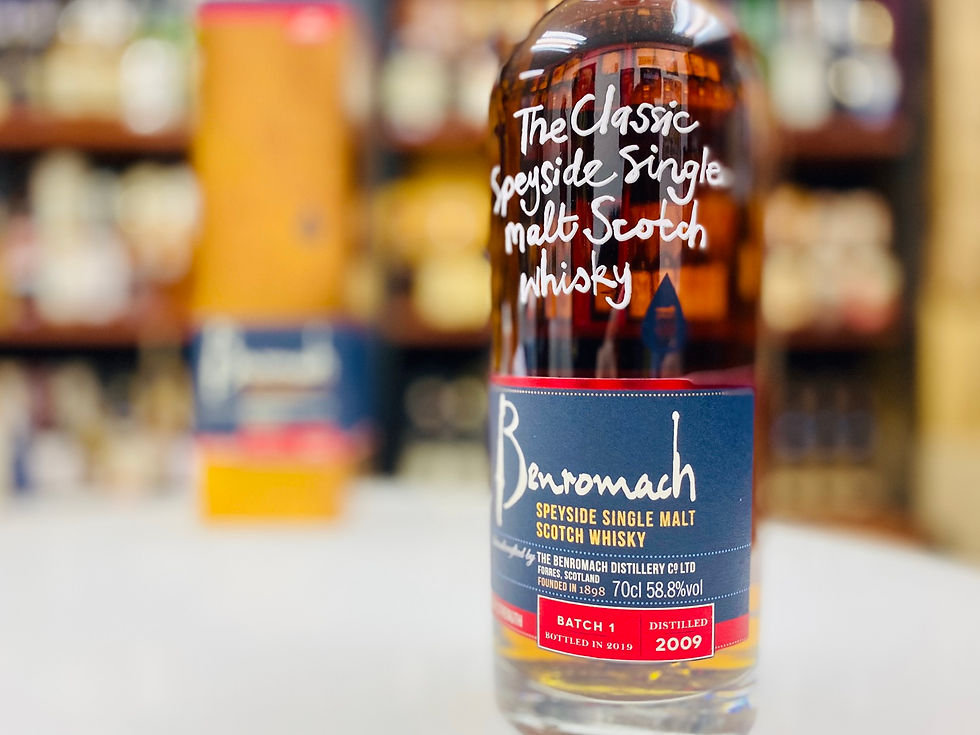 The Classic
Speyside Single
Malt Scotch
Whisky
Benromach
SPEYSIDE SINGLE MALT
SCOTCH WHISKY
THE BENROMACH DISTILLERY Cº LTD
FORRES, SCOTLAND
FOUNDED IN 1898 70cl 58.8%vol
BATCH 1
BOTTLED IN 2019
DISTILLED
2009
Benromach